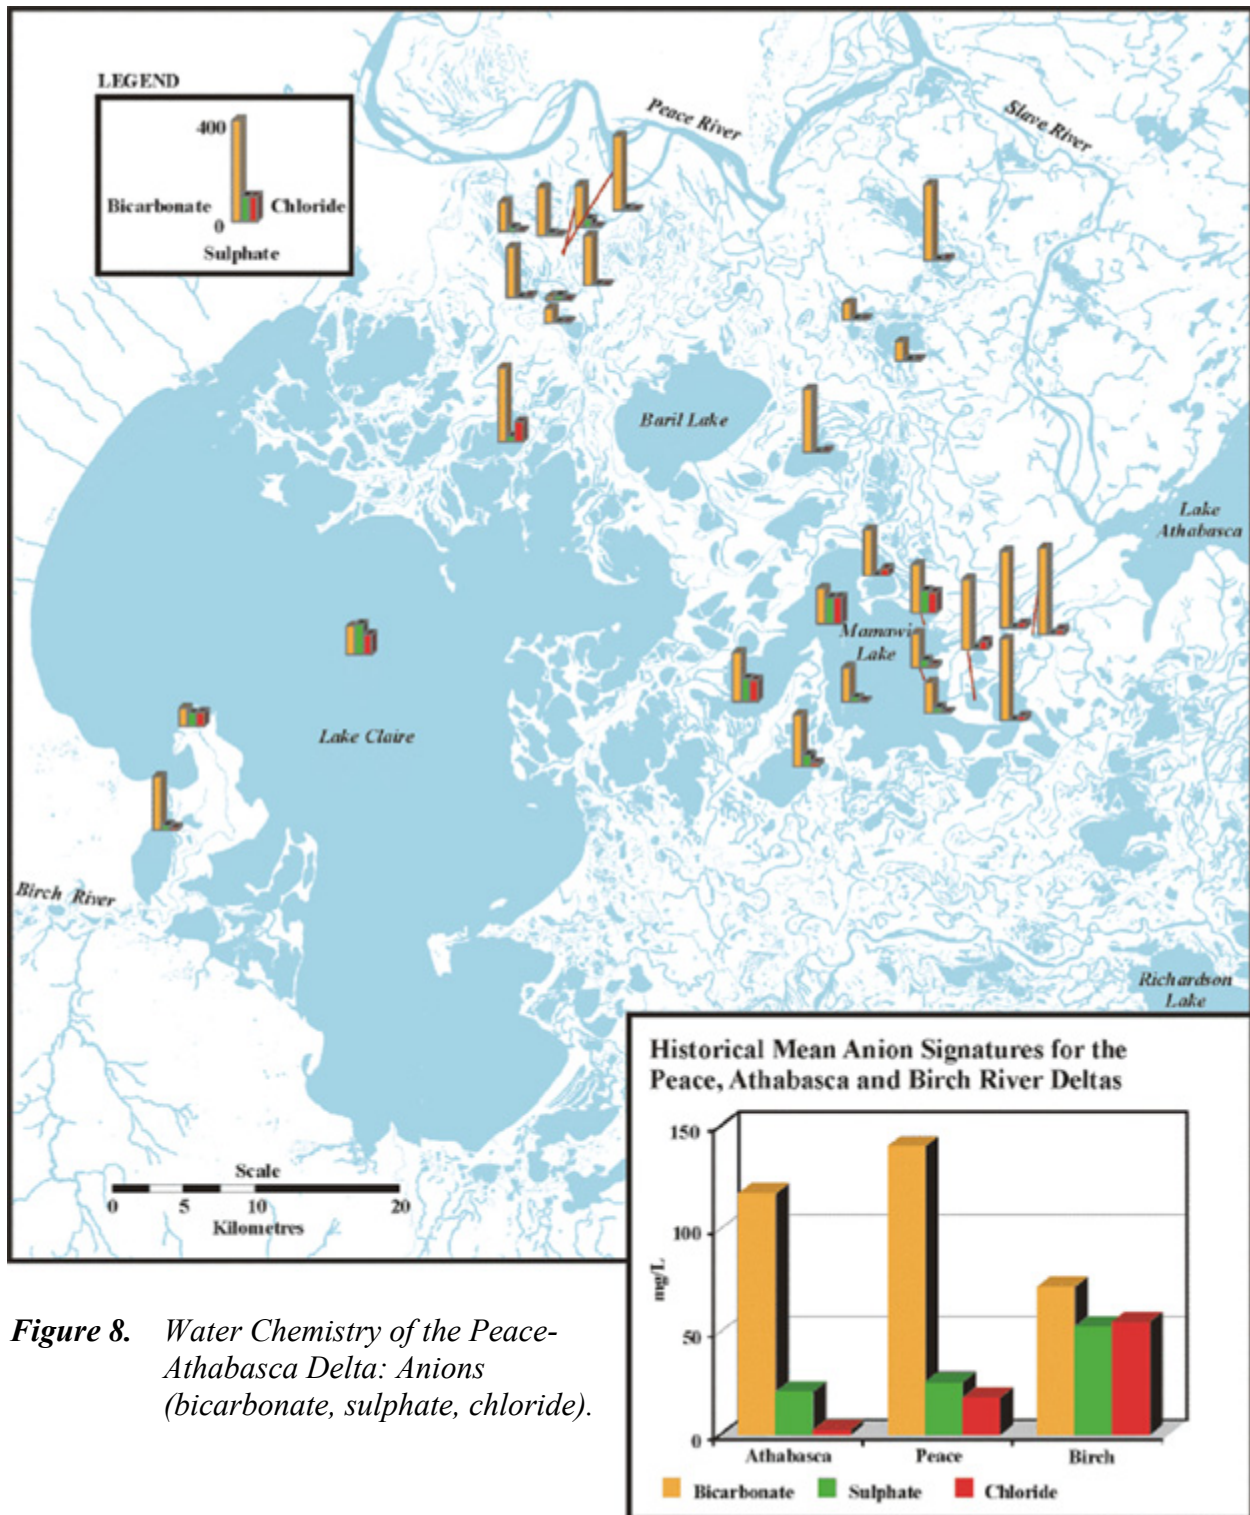 LEGEND
400
Bicarbonate
Chloride
0
Sulphate
Peace River
Slave River
Baril Lake
Lake
Athabasca
Mamawi
Lake
Lake Claire
Birch River
Richardson
Lake
Scale
0 5 10 20
Kilometres
Historical Mean Anion Signatures for the
Peace, Athabasca and Birch River Deltas
150
100
mg/L
50
0
Athabasca Peace Birch
Bicarbonate Sulphate Chloride
Figure 8. Water Chemistry of the Peace-
Athabasca Delta: Anions
(bicarbonate, sulphate, chloride).